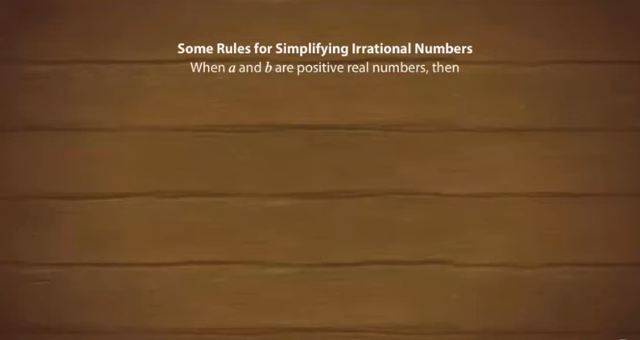 Some Rules for Simplifying Irrational Numbers
When a and b are positive real numbers, then